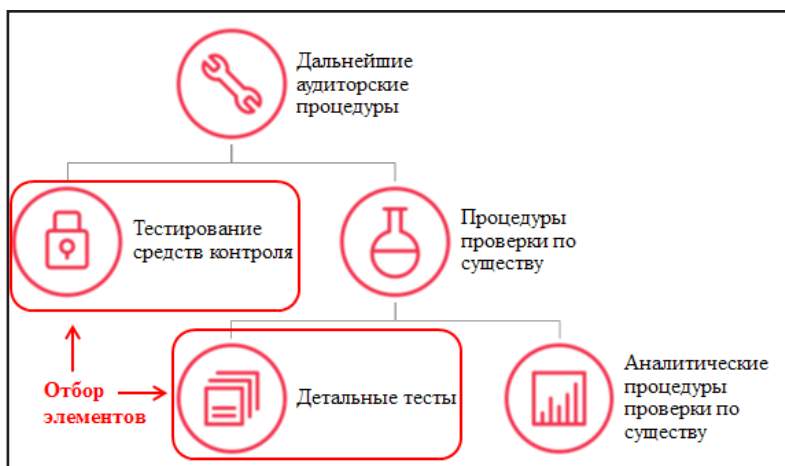 Дальнейшие
аудиторские
процедуры
Тестирование
средств контроля
Процедуры
проверки по
существу
Отбор
элементов
Детальные тесты
Аналитические
процедуры
проверки по
существу